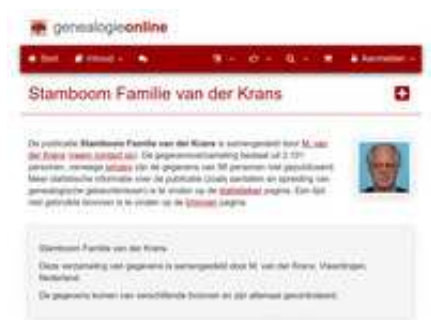 genealogieonline
Start Inhoud Aanmelden
Stamboom Familie van der Krans
De publicatie Stamboom Familie van der Krans is samengesteld door M. van
der Krans (neem contact op). De gegevensverzameling bestaat uit
personen, vanwege privacy zijn de gegevens van personen niet gepubliceerd.
Meer statistische informatie over de publicatie (zoals aantallen en spreiding van
genealogische gebeurtenissen) is te vinden op de statistieken pagina. Een lijst
met gebruikte bronnen is te vinden op de bronnen pagina.
Stamboom Familie van der Krans
Deze verzameling van gegevens is samengesteld door M. van der Krans, Vlaardingen,
Nederland.
De gegevens komen van verschillende bronnen en zijn allemaal gecontroleerd.